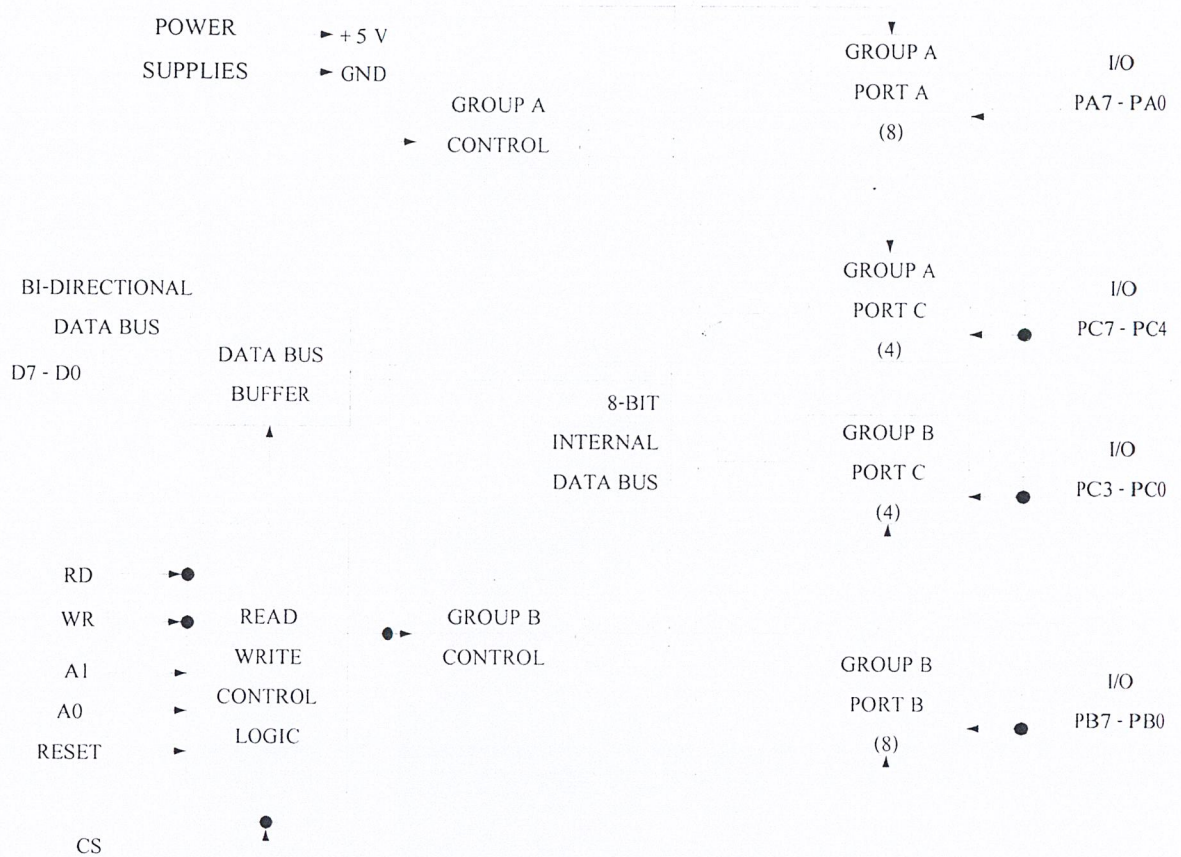 POWER
SUPPLIES
+ 5 V
GND
GROUP A
CONTROL
GROUP A
PORT A
(8)
I/O
PA7 - PA0
BI-DIRECTIONAL
DATA BUS
D7 - D0
DATA BUS
BUFFER
GROUP A
PORT C
(4)
I/O
PC7 - PC4
8-BIT
INTERNAL
DATA BUS
GROUP B
PORT C
(4)
I/O
PC3 - PC0
RD
WR
A1
A0
RESET
CS
READ
WRITE
CONTROL
LOGIC
GROUP B
CONTROL
GROUP B
PORT B
(8)
I/O
PB7 - PB0